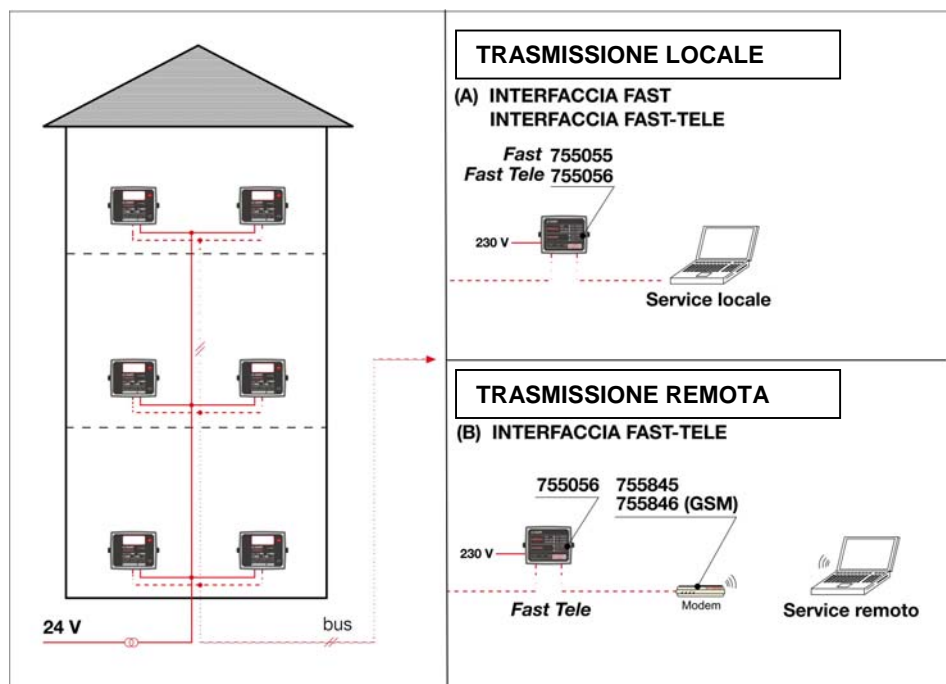 24 V
bus
TRASMISSIONE LOCALE
(A) INTERFACCIA FAST
INTERFACCIA FAST-TELE
Fast 755055
Fast Tele 755056
230 V
Service locale
TRASMISSIONE REMOTA
(B) INTERFACCIA FAST-TELE
755056 755845
755846 (GSM)
230 V
Fast Tele
Modem
Service remoto